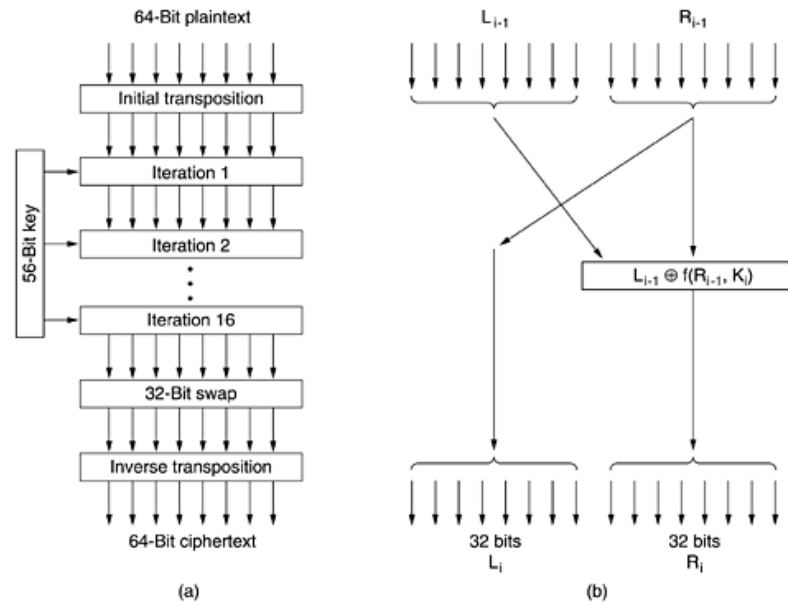 64-Bit plaintext
Initial transposition
56-Bit key
Iteration 1
Iteration 2
Iteration 16
32-Bit swap
Inverse transposition
64-Bit ciphertext
(a)
L i-1
R i-1
L i-1 ⊕ f(R i-1, K i)
32 bits
L i
32 bits
R i
(b)